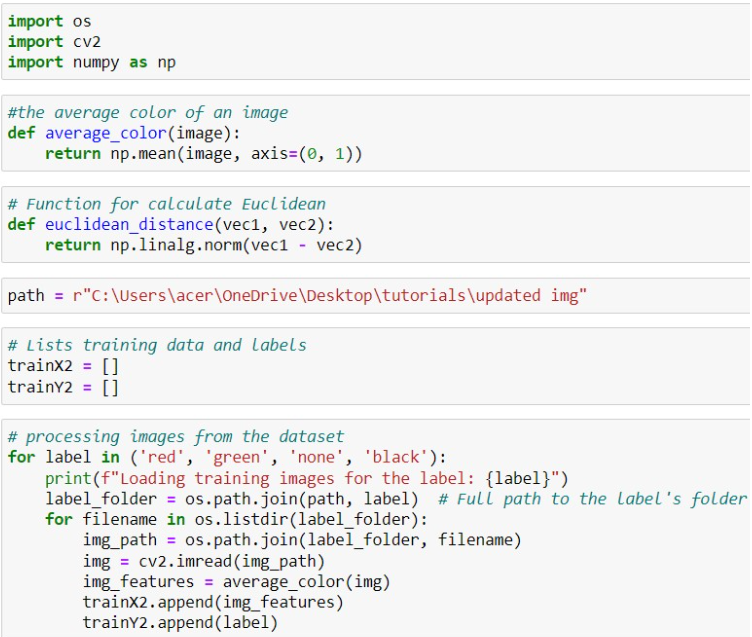 import os
import cv2
import numpy as np
#the average color of an image
def average_color(image):
    return np.mean(image, axis=(0, 1))
# Function for calculate Euclidean
def euclidean_distance(vec1, vec2):
    return np.linalg.norm(vec1 - vec2)
path = r"C:\Users\acer\OneDrive\Desktop\tutorials\updated img"
# Lists training data and labels
trainX2 = []
trainY2 = []
# processing images from the dataset
for label in ('red', 'green', 'none', 'black'):
    print(f"Loading training images for the label: {label}")
    label_folder = os.path.join(path, label)  # Full path to the label's folder
    for filename in os.listdir(label_folder):
        img_path = os.path.join(label_folder, filename)
        img = cv2.imread(img_path)
        img_features = average_color(img)
        trainX2.append(img_features)
        trainY2.append(label)